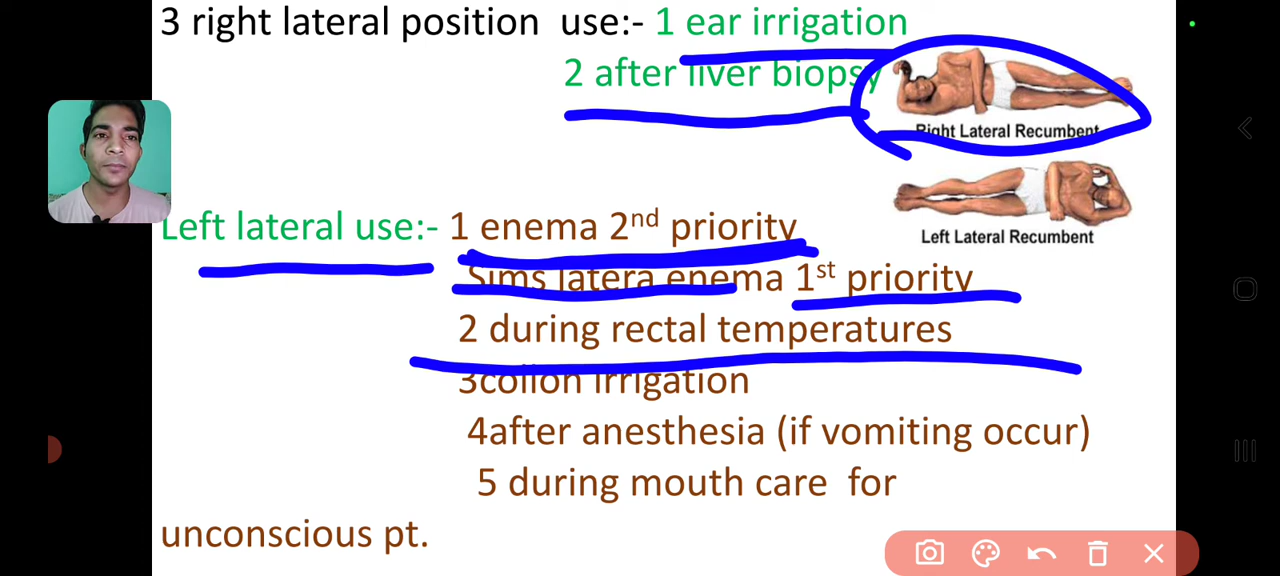 3 right lateral position use:- 1 ear irrigation
2 after liver biopsy
Right Lateral Recumbent
Left lateral use:- 1 enema 2nd priority
Left Lateral Recumbent
Sims latera enema 1st priority
2 during rectal temperatures
3collon irrigation
4after anesthesia (if vomiting occur)
5 during mouth care for
unconscious pt.